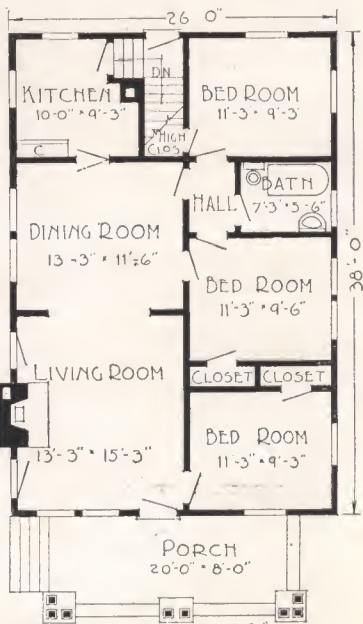 26'-0"
DN
KITCHEN
10'-0" × 9'-3"
C
HIGH
CLOS.
BED ROOM
11'-3" × 9'-3"
HALL
BATH
7'-3" × 5'-6"
DINING ROOM
13'-3" × 11'-6"
BED ROOM
11'-3" × 9'-6"
38'-0"
CLOSET
CLOSET
LIVING ROOM
13'-3" × 15'-3"
BED ROOM
11'-3" × 9'-3"
PORCH
20'-0" × 8'-0"